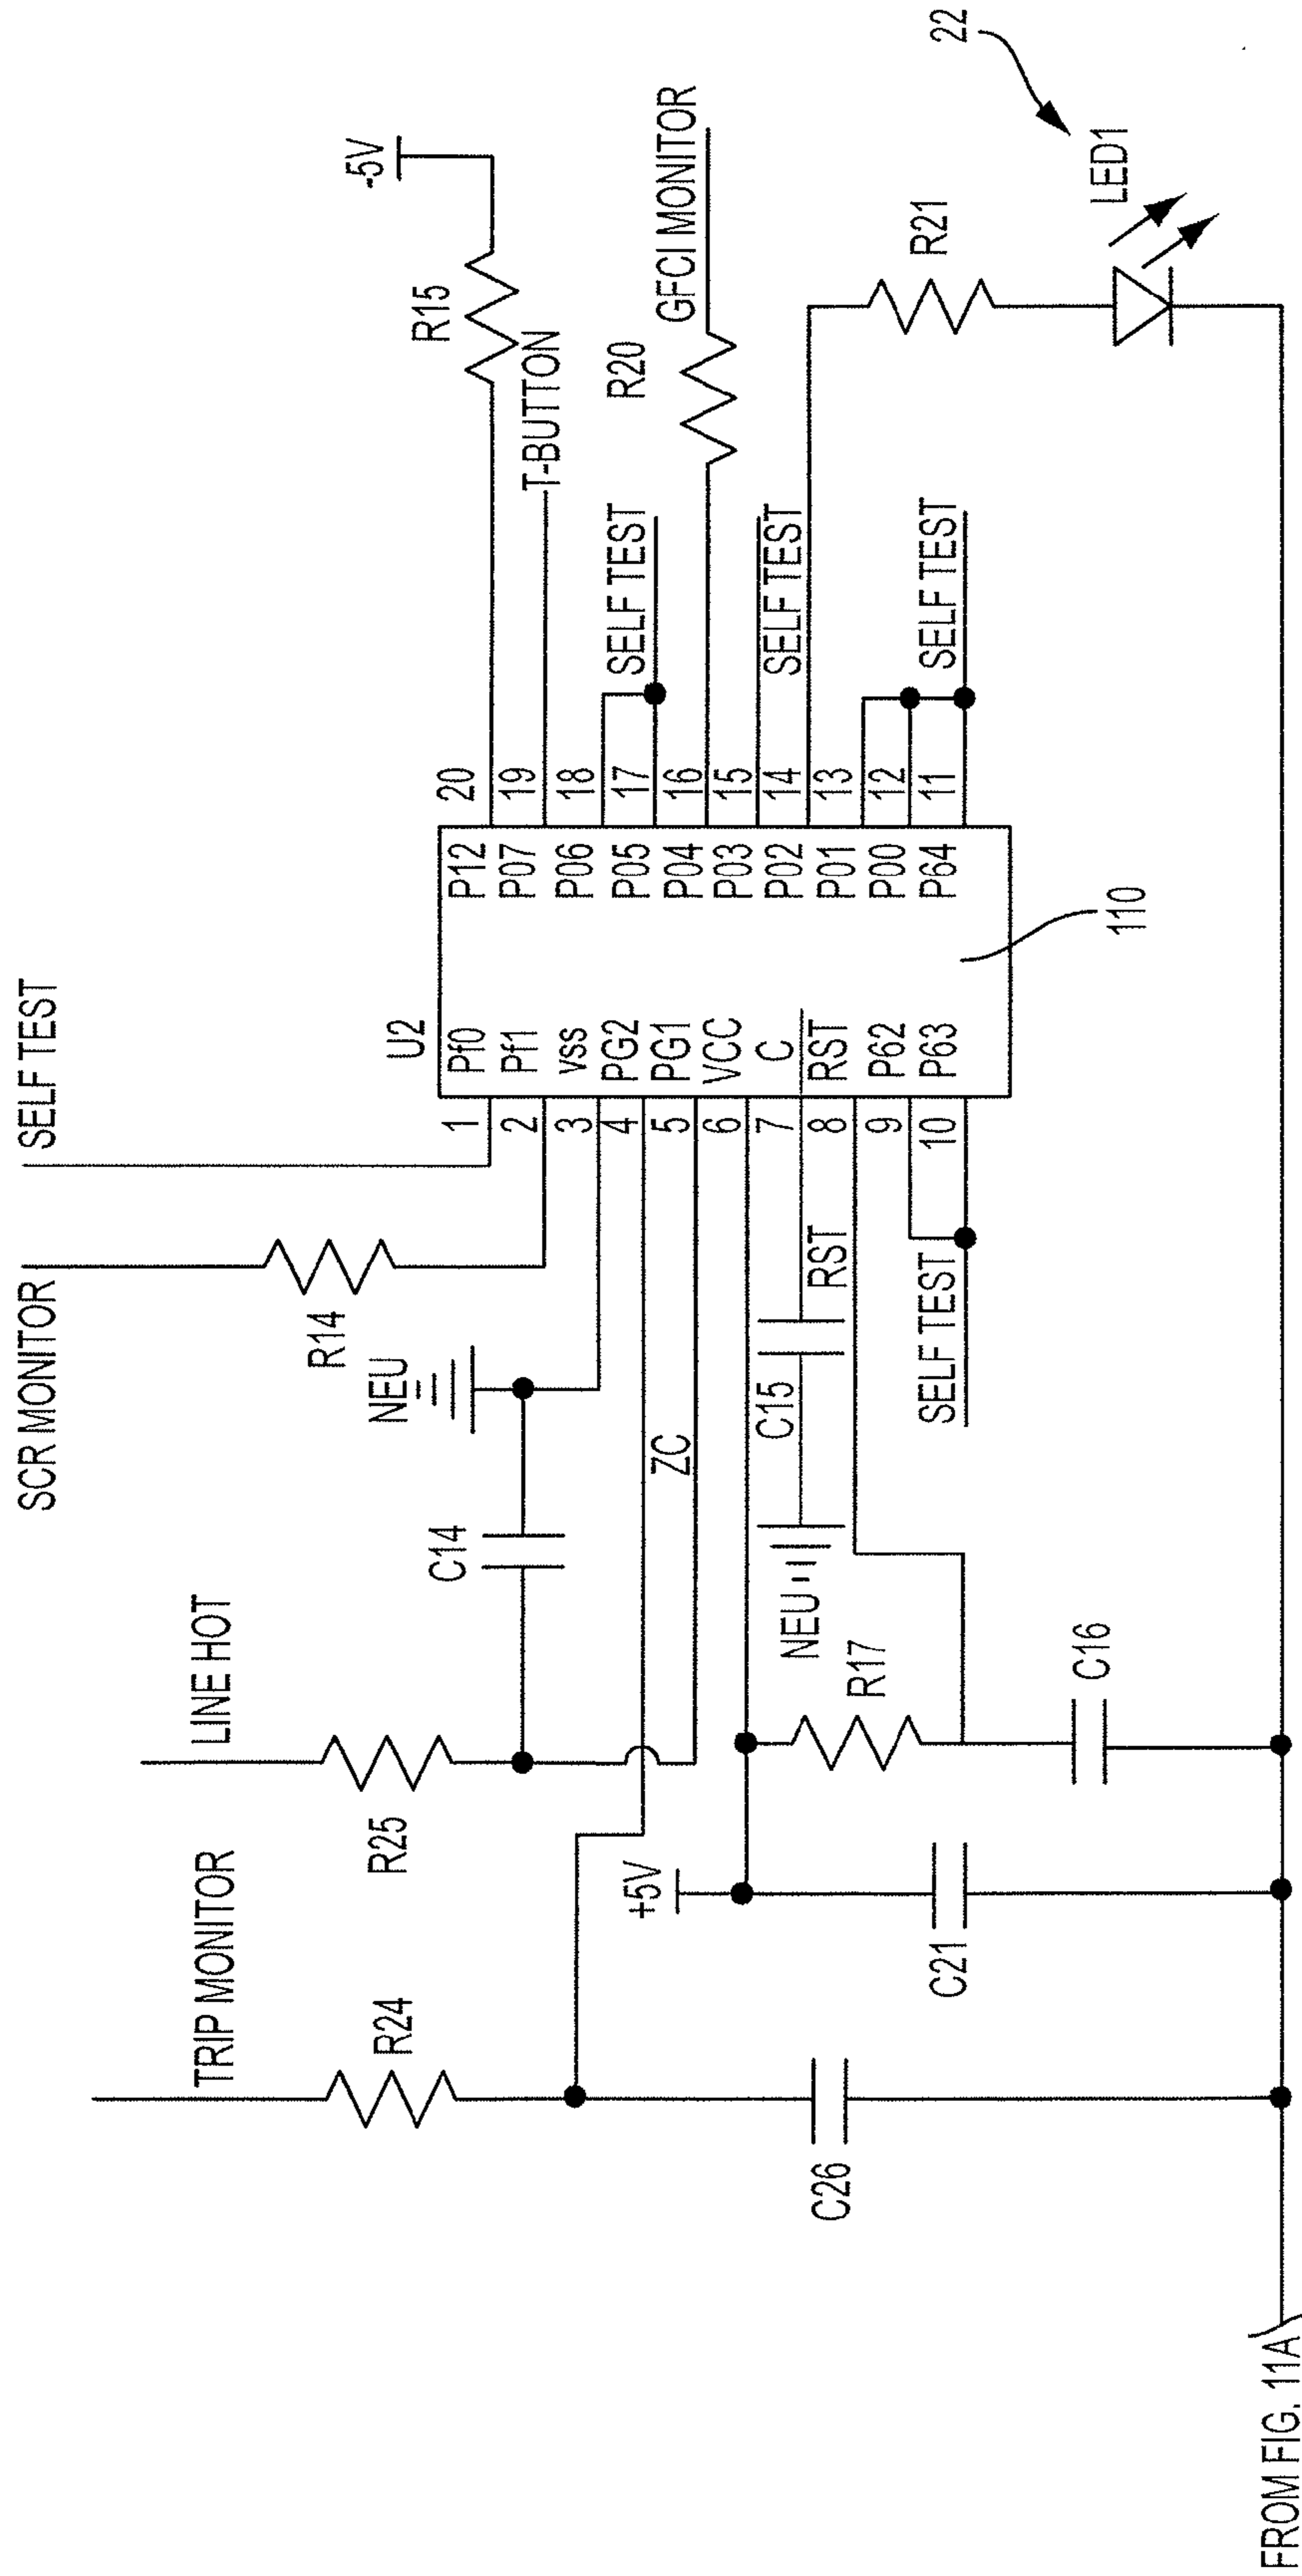 SCR MONITOR
SELF TEST
TRIP MONITOR
LINE HOT
R24
R25
R14
NEU
C14
-5V
R15
T-BUTTON
U2
1
2
3
4
5
6
7
8
9
10
Pf0
Pf1
vss
PG2
PG1
VCC
C
RST
P62
P63
P12
P07
P06
P05
P04
P03
P02
P01
P00
P64
20
19
18
17
16
15
14
13
12
11
SELF TEST
R20
GFCI MONITOR
SELF TEST
SELF TEST
ZC
+5V
C15
RST
NEU
R17
SELF TEST
C26
C21
C16
110
R21
LED1
22
FROM FIG. 11A